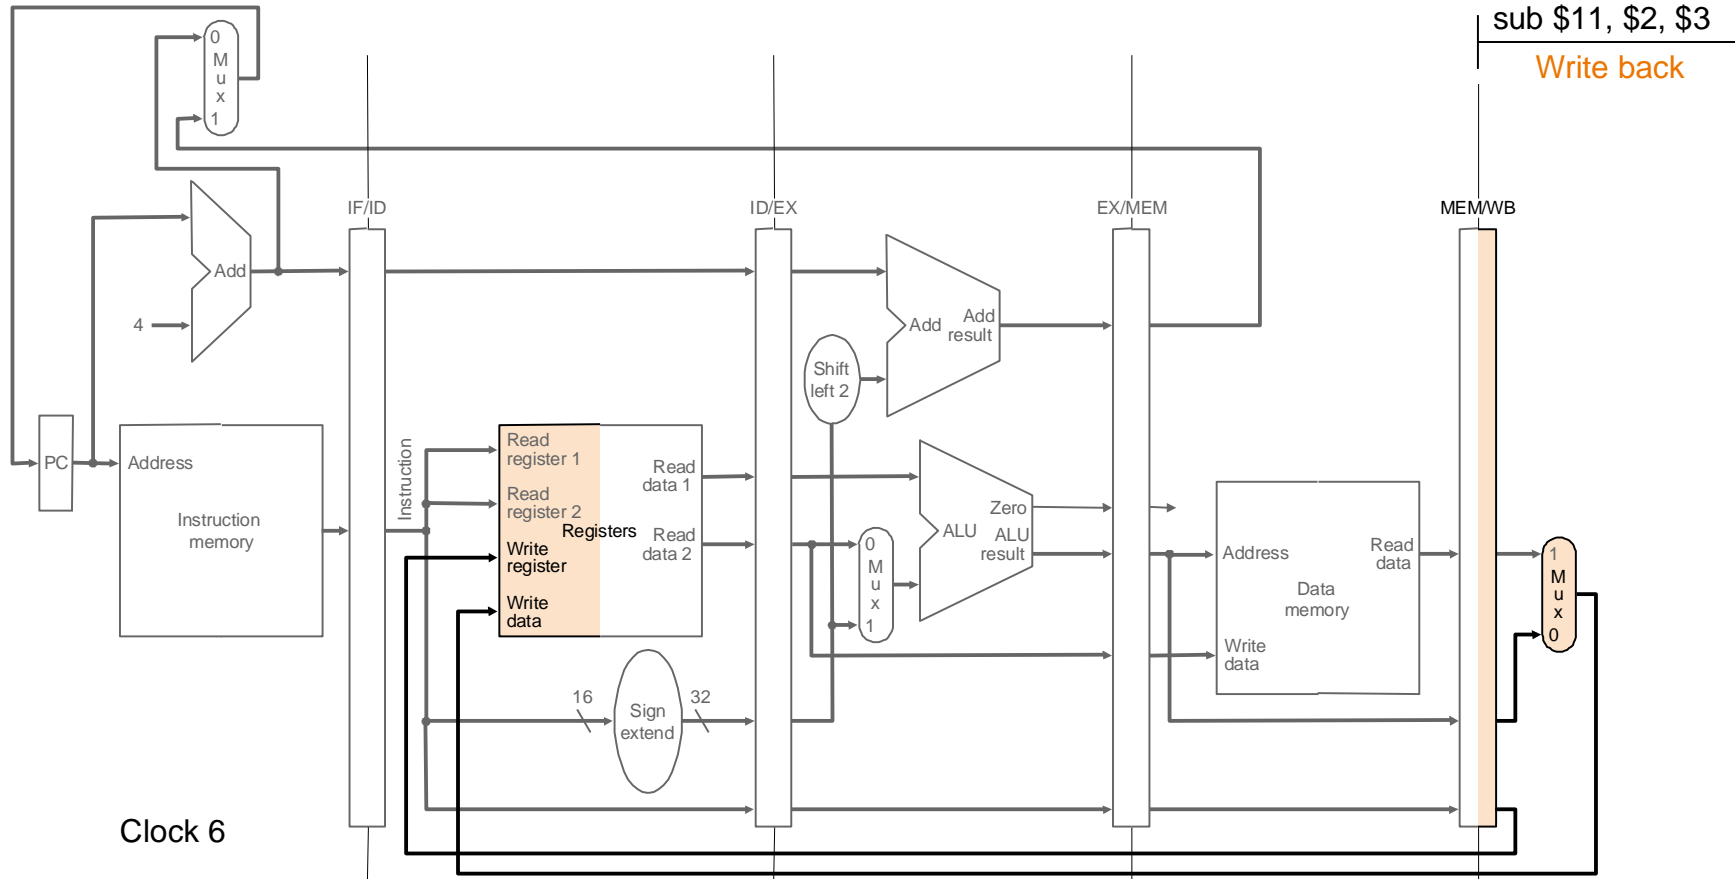 sub $11, $2, $3
Write back
0
M
u
x
1
IF/ID
ID/EX
EX/MEM
MEM/WB
Add
4
Add
Add
result
Shift
left 2
PC
Address
Instruction
memory
Instruction
Read
register 1
Read
register 2
Write
register
Write
data
Registers
Read
data 1
Read
data 2
0
M
u
x
1
Zero
ALU
ALU
result
Address
Read
data
Data
memory
Write
data
1
M
u
x
0
16
Sign
extend
32
Clock 6